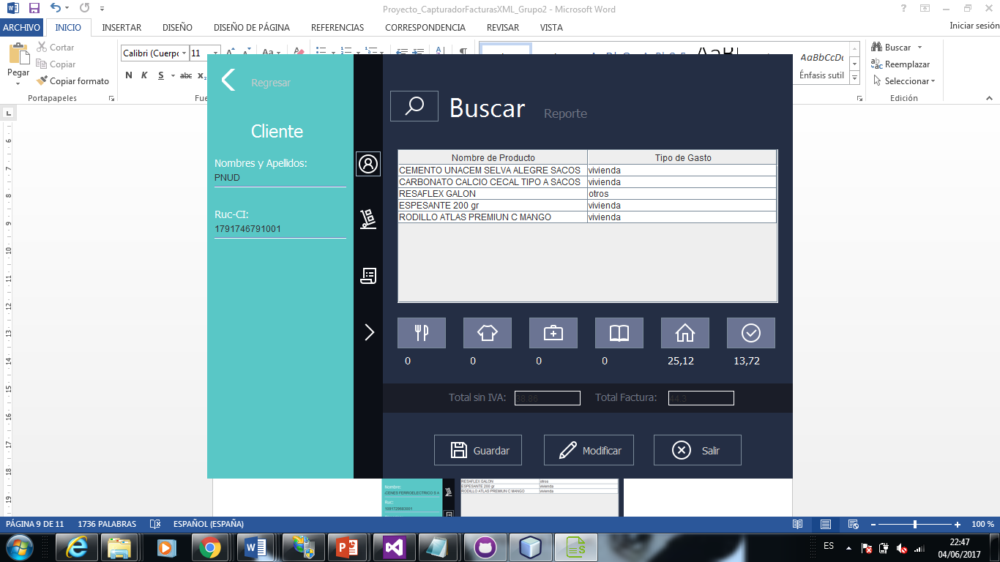 Proyecto_CapturadorFacturasXML_Grupo2 - Microsoft Word
ARCHIVO INICIO INSERTAR DISEÑO DISEÑO DE PÁGINA REFERENCIAS CORRESPONDENCIA REVISAR VISTA Iniciar sesión
Pegar
Cortar
Copiar
Copiar formato
Portapapeles
Calibri (Cuerpo 11
N K S abc x
Fue
AaBbCcDc
Énfasis sutil
Buscar
Reemplazar
Seleccionar
Edición
Regresar
Cliente
Nombres y Apellidos:
PNUD
Ruc-CI:
1791746791001
Buscar Reporte
Nombre de Producto Tipo de Gasto
CEMENTO UNACEM SELVA ALEGRE SACOS vivienda
CARBONATO CALCIO CECAL TIPO A SACOS vivienda
RESAFLEX GALON otros
ESPESANTE 200 gr vivienda
RODILLO ATLAS PREMIUN C MANGO vivienda
0 0 0 0 25,12 13,72
Total sin IVA: 38.86 Total Factura: 44.3
Guardar Modificar Salir
Nombre:
Ruc:
RESAFLEX GALON otros
ESPESANTE 200 gr vivienda
RODILLO ATLAS PREMIUN C MANGO vivienda
PÁGINA 9 DE 11 1736 PALABRAS ESPAÑOL (ESPAÑA) 100 %
ES 22:47
04/06/2017